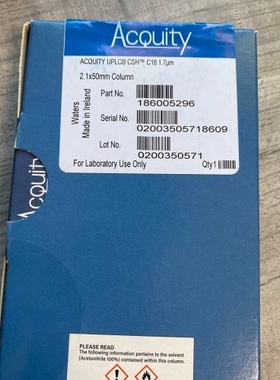 Acquity
ACQUITY UPLC® CSH™ C18 1.7µm
2.1x50mm Column
Part No.
186005296
Waters
Made in Ireland
Serial No.
02003505718609
Lot No.
0200350571
For Laboratory Use Only
Qty1
Acquity
PLEASE READ
The following information pertains to the solvent
(Acetonitrile 100%) contained within this column.